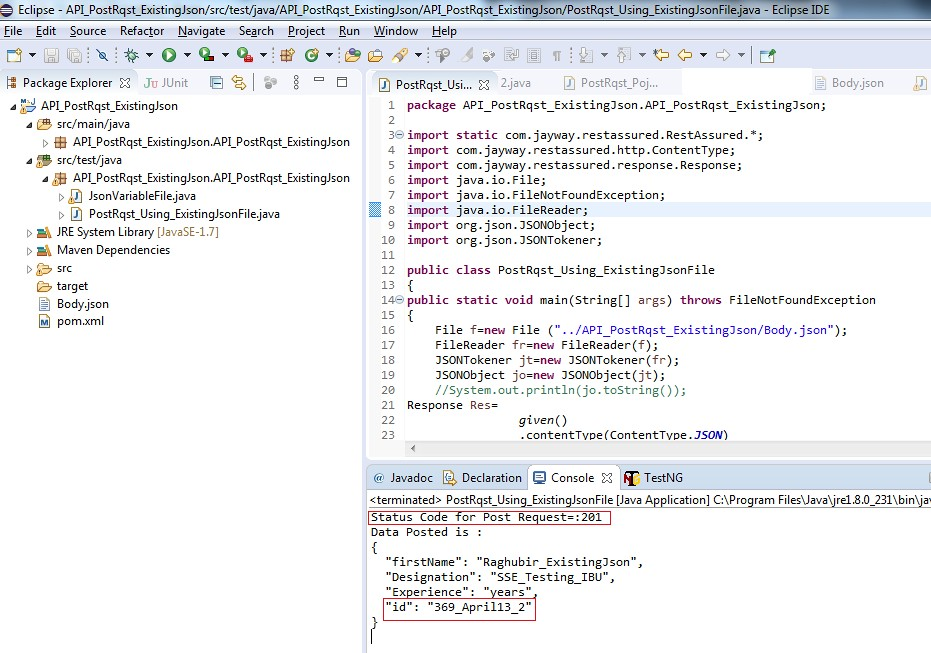 Eclipse - API_PostRqst_ExistingJson/src/test/java/API_PostRqst_ExistingJson/API_PostRqst_ExistingJson/PostRqst_Using_ExistingJsonFile.java - Eclipse IDE
File Edit Source Refactor Navigate Search Project Run Window Help
Package Explorer JUnit
API_PostRqst_ExistingJson
src/main/java
API_PostRqst_ExistingJson.API_PostRqst_ExistingJson
src/test/java
API_PostRqst_ExistingJson.API_PostRqst_ExistingJson
JsonVariableFile.java
PostRqst_Using_ExistingJsonFile.java
JRE System Library [JavaSE-1.7]
Maven Dependencies
src
target
Body.json
pom.xml
PostRqst_Usi... 2.java PostRqst_Poj... Body.json
1 package API_PostRqst_ExistingJson.API_PostRqst_ExistingJson;
2
3 import static com.jayway.restassured.RestAssured.*;
4 import com.jayway.restassured.http.ContentType;
5 import com.jayway.restassured.response.Response;
6 import java.io.File;
7 import java.io.FileNotFoundException;
8 import java.io.FileReader;
9 import org.json.JSONObject;
10 import org.json.JSONTokener;
11
12 public class PostRqst_Using_ExistingJsonFile
13 {
14 public static void main(String[] args) throws FileNotFoundException
15 {
16 File f=new File ("../API_PostRqst_ExistingJson/Body.json");
17 FileReader fr=new FileReader(f);
18 JSONTokener jt=new JSONTokener(fr);
19 JSONObject jo=new JSONObject(jt);
20 //System.out.println(jo.toString());
21 Response Res=
22 given()
23 .contentType(ContentType.JSON)
@ Javadoc Declaration Console TestNG
<terminated> PostRqst_Using_ExistingJsonFile [Java Application] C:\Program Files\Java\jre1.8.0_231\bin\jav
Status Code for Post Request=:201
Data Posted is :
{
"firstName": "Raghubir_ExistingJson",
"Designation": "SSE_Testing_IBU",
"Experience": "years",
"id": "369_April13_2"
}